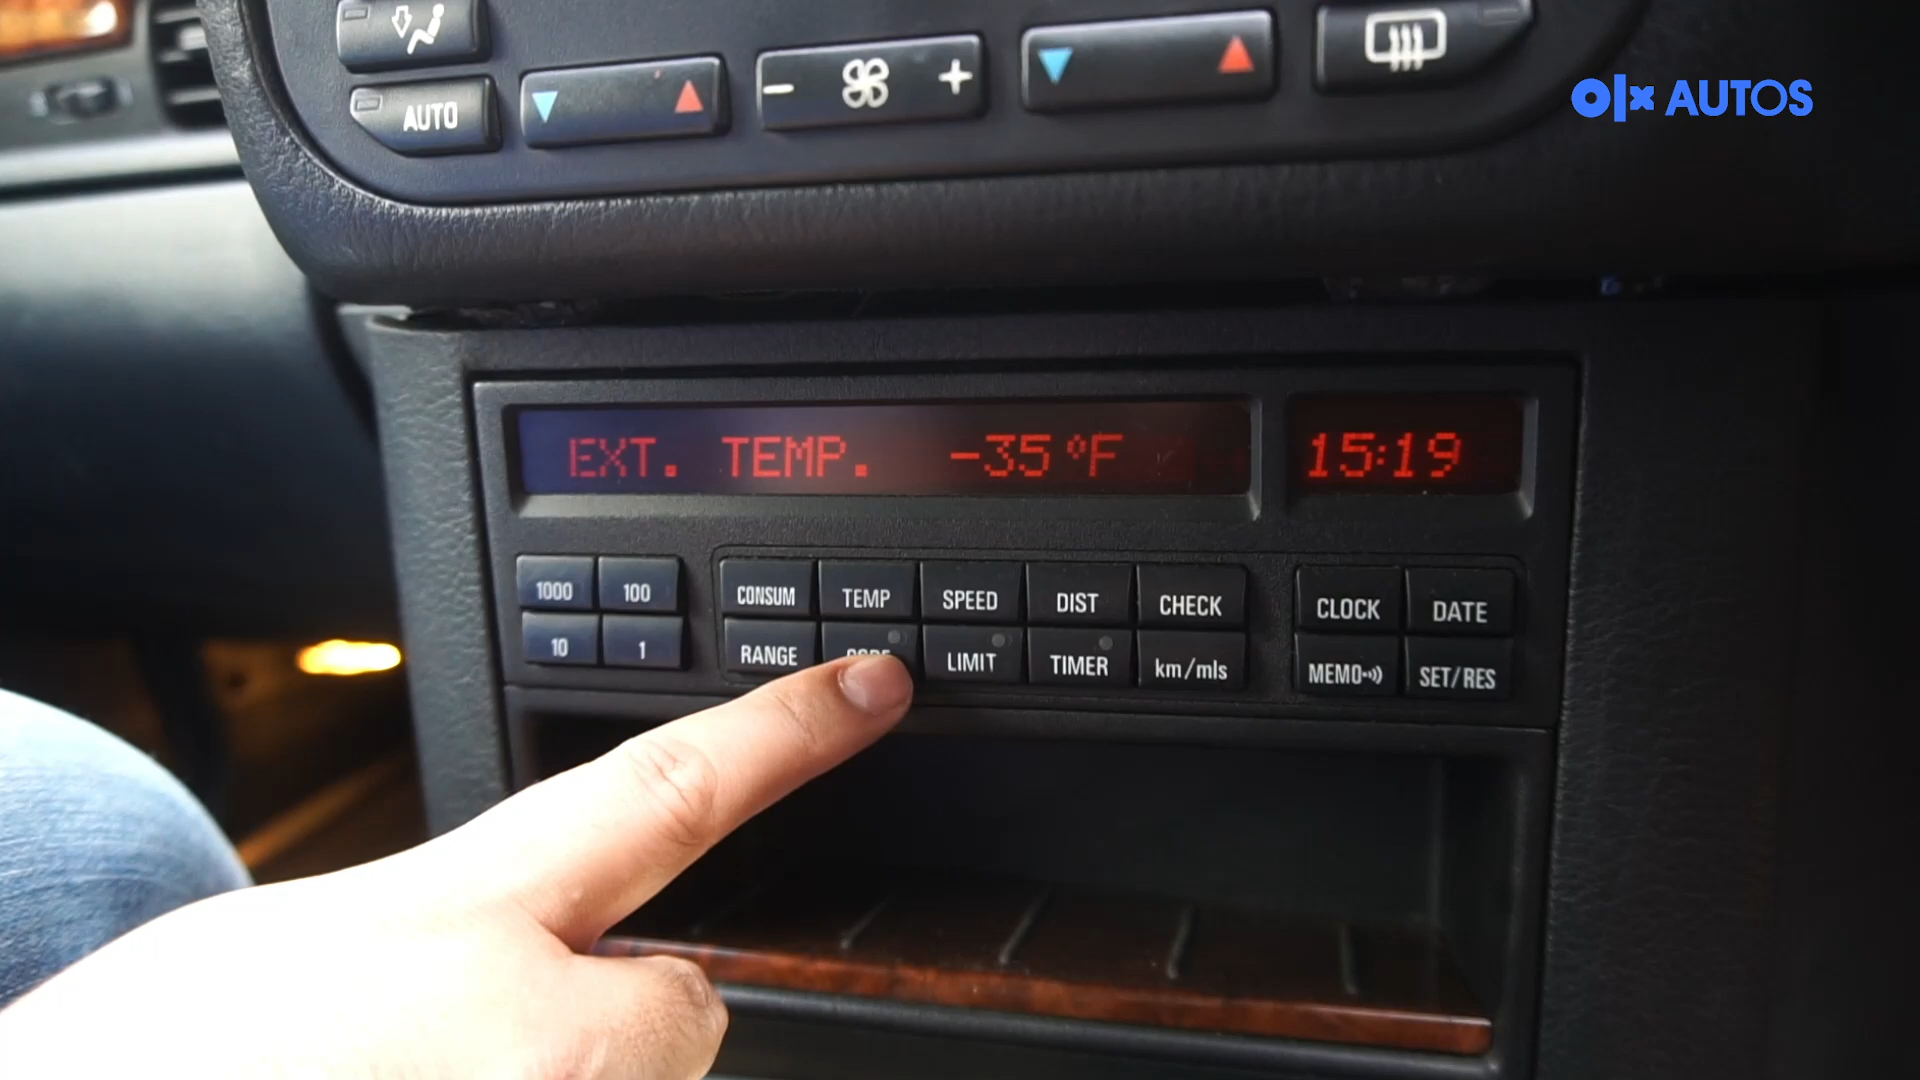 olx AUTOS
AUTO
- +
EXT. TEMP. -35°F
15:19
1000 100
CONSUM TEMP SPEED DIST CHECK
CLOCK DATE
10 1
RANGE LIMIT TIMER km/mls
MEMO SET/RES